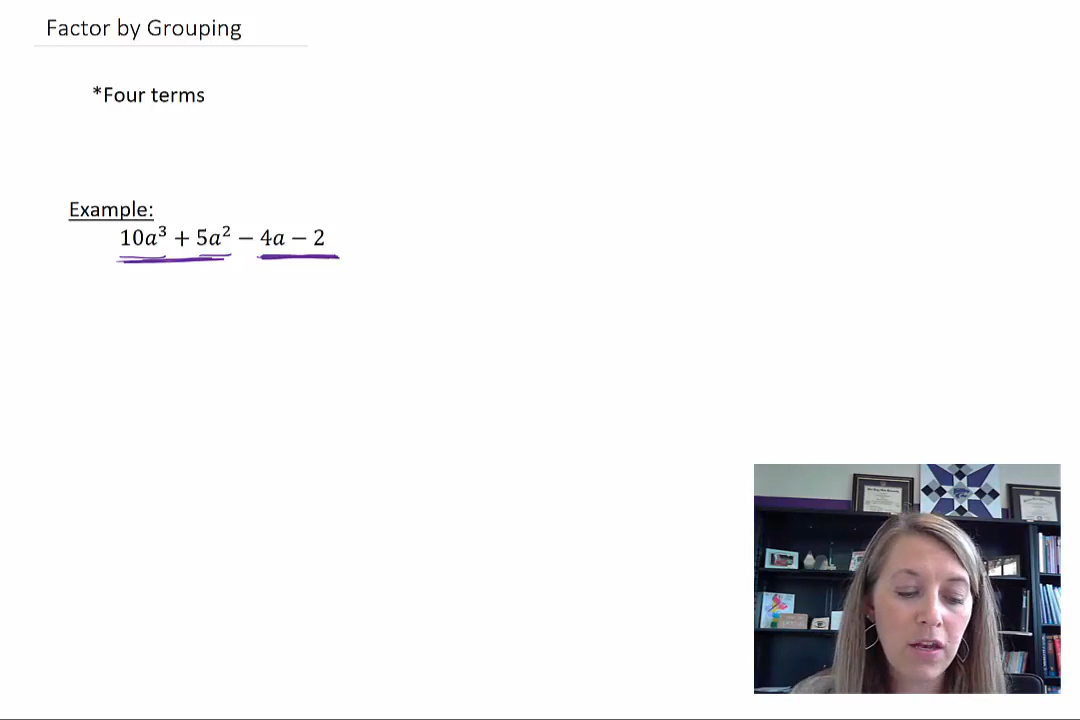 Factor by Grouping
*Four terms
Example:
10a³ + 5a² − 4a − 2